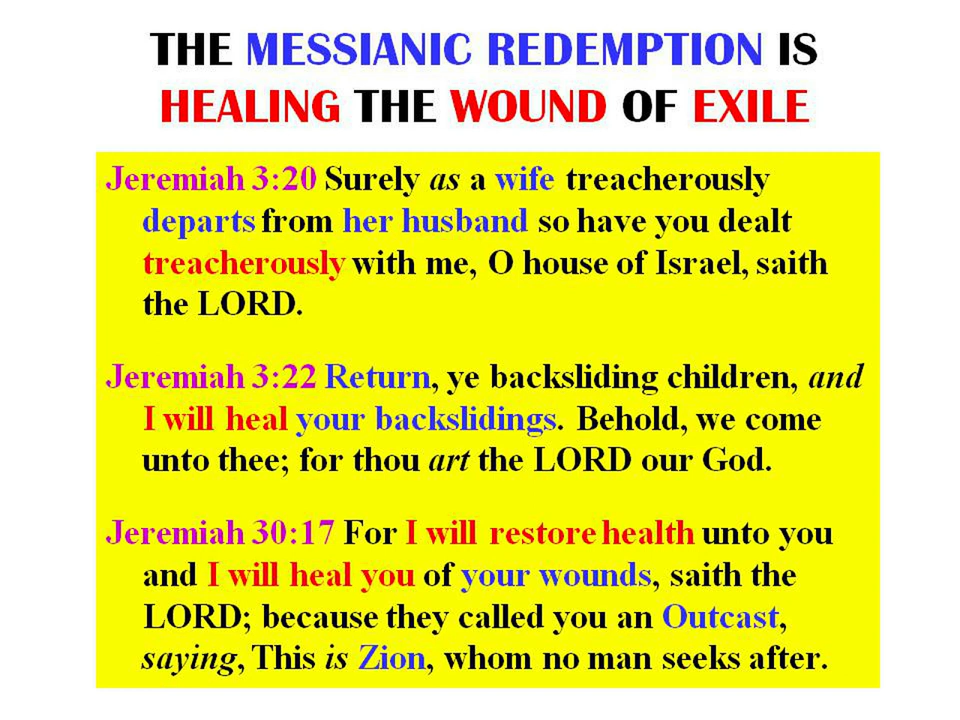 THE MESSIANIC REDEMPTION IS
HEALING THE WOUND OF EXILE
Jeremiah 3:20 Surely as a wife treacherously
departs from her husband so have you dealt
treacherously with me, O house of Israel, saith
the LORD.
Jeremiah 3:22 Return, ye backsliding children, and
I will heal your backslidings. Behold, we come
unto thee; for thou art the LORD our God.
Jeremiah 30:17 For I will restore health unto you
and I will heal you of your wounds, saith the
LORD; because they called you an Outcast,
saying, This is Zion, whom no man seeks after.